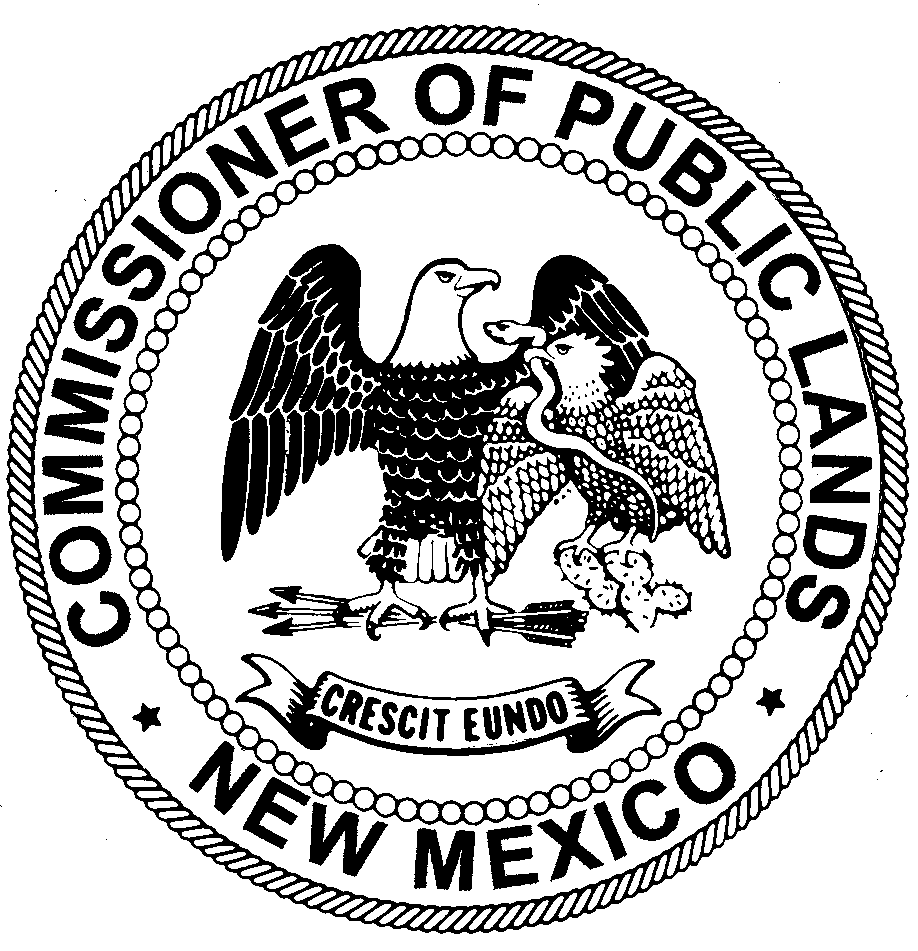 COMMISSIONER OF PUBLIC LANDS
CRESCIT EUNDO
NEW MEXICO